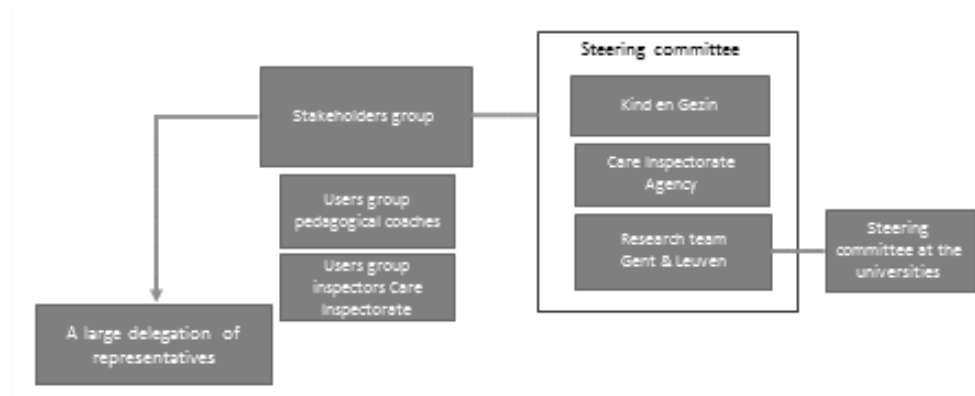 Steering committee
Kind en Gezin
Stakeholders group
Care Inspectorate
Agency
Users group
pedagogical coaches
Research team
Gent & Leuven
Steering
committee at the
universities
Users group
inspectors Care
Inspectorate
A large delegation of
representatives